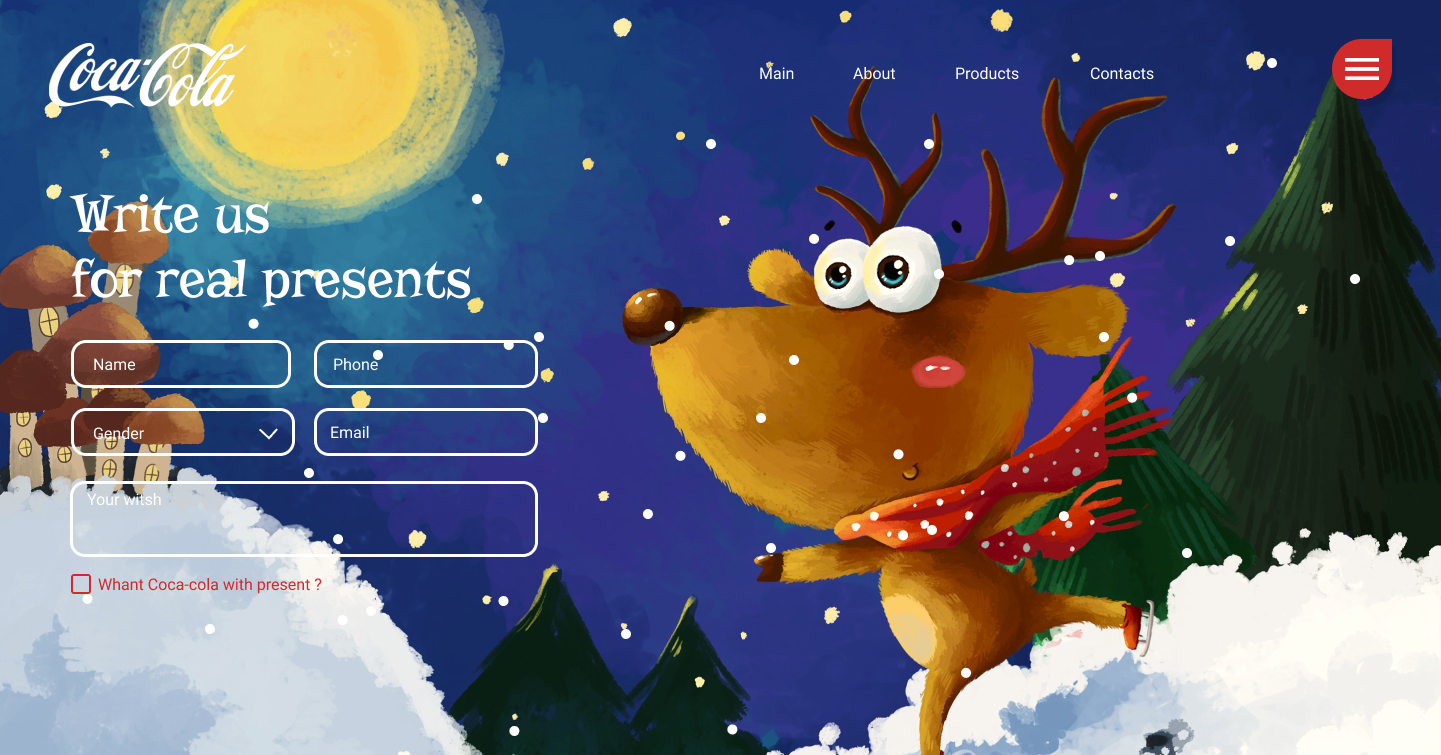 Coca-Cola
Main
About
Products
Contacts
Write us
for real presents
Name
Phone
Gender
Email
Your witsh
Whant Coca-cola with present ?